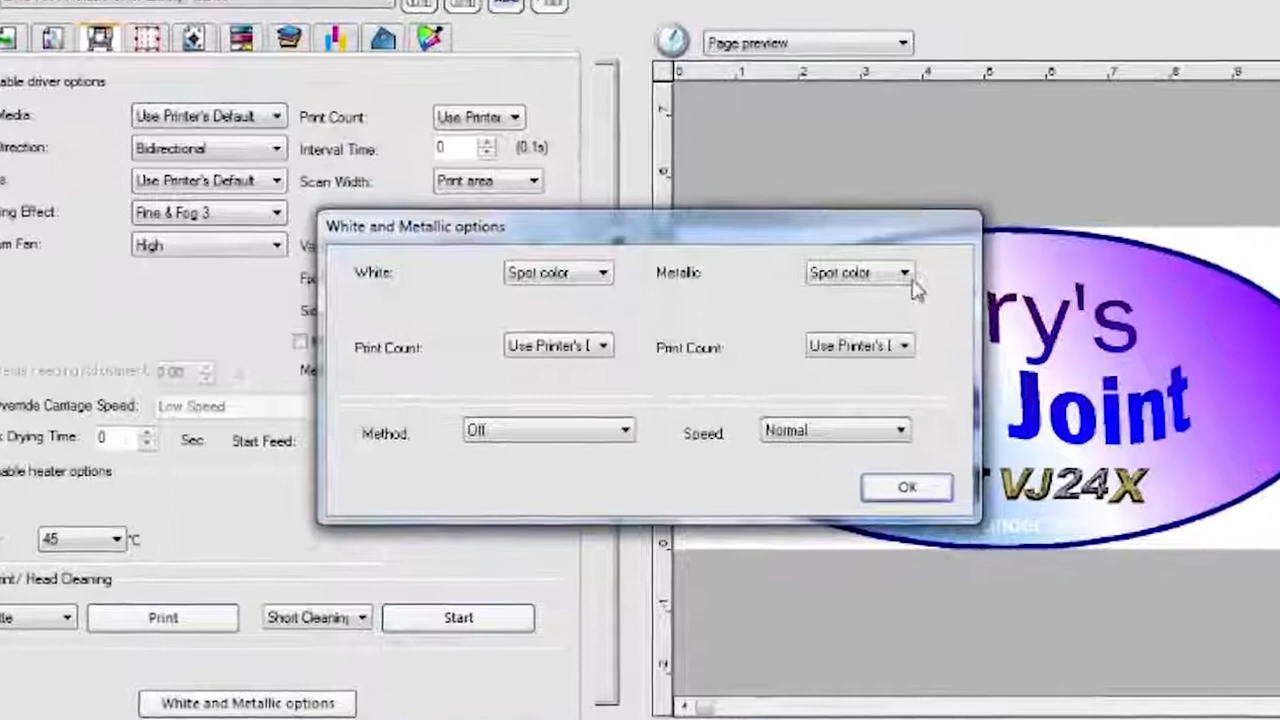 Page preview
0 1 2 3 4 5 6 7 8 9
able driver options
Media: Use Printer's Default Print Count: Use Printer
irection: Bidirectional Interval Time: 0 (0.1s)
Use Printer's Default Scan Width: Print area
ing Effect: Fine & Fog 3
m Fan: High
White and Metallic options
White: Spot color Metallic Spot color
Print Count: Use Printer's Print Count: Use Printer's
Method. Off Speed. Normal
OK
0.00
verride Carriage Speed: Low Speed
Drying Time: 0 Sec. Start Feed:
able heater options
45 °C
int/ Head Cleaning
Print Short Cleaning Start
White and Metallic options
ry's
Joint
VJ24X